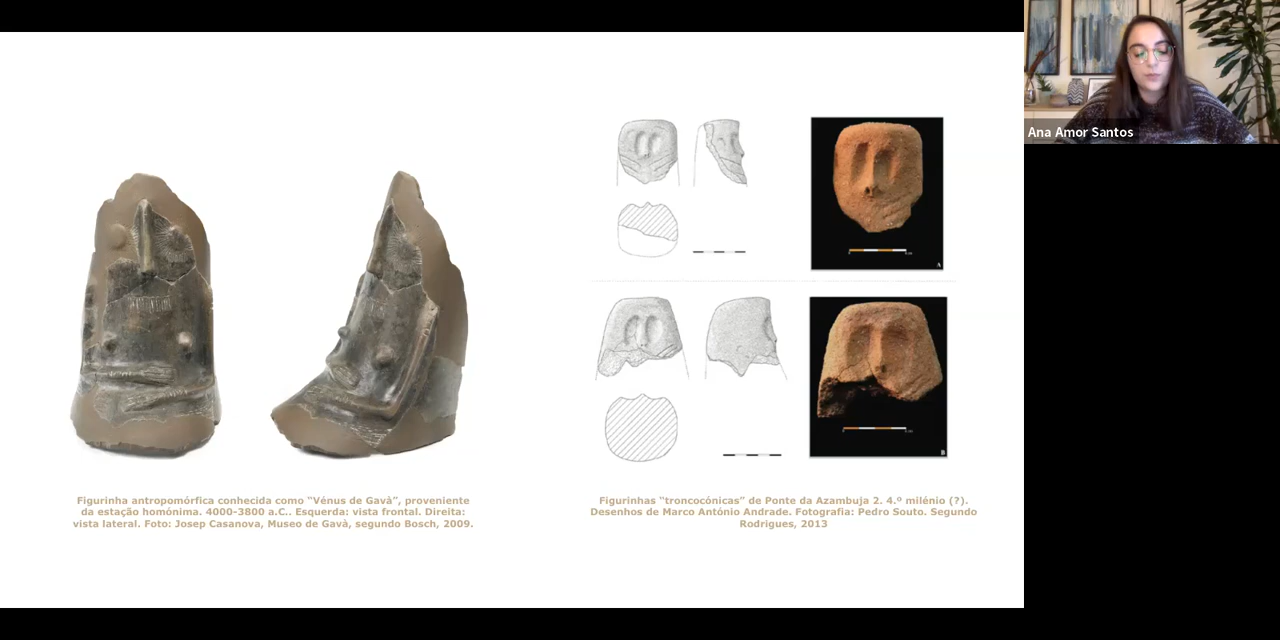 Ana Amor Santos
A
B
Figurinha antropomórfica conhecida como “Vénus de Gavà”, proveniente
da estação homónima. 4000-3800 a.C.. Esquerda: vista frontal. Direita:
vista lateral. Foto: Josep Casanova, Museo de Gavà, segundo Bosch, 2009.
Figurinhas “troncocónicas” de Ponte da Azambuja 2. 4.º milénio (?).
Desenhos de Marco António Andrade. Fotografia: Pedro Souto. Segundo
Rodrigues, 2013